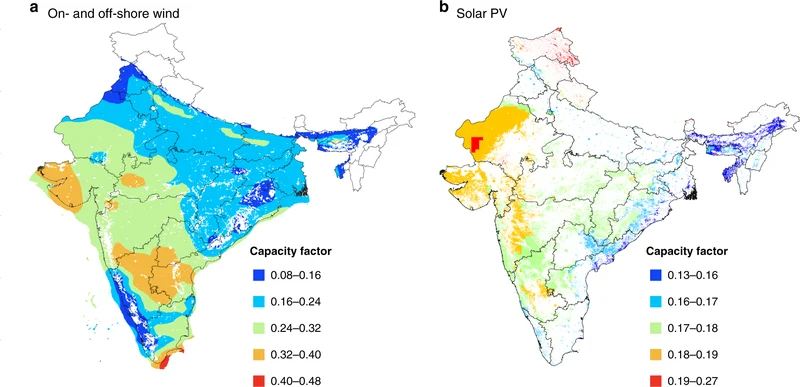 a On- and off-shore wind
Capacity factor
0.08–0.16
0.16–0.24
0.24–0.32
0.32–0.40
0.40–0.48
b Solar PV
Capacity factor
0.13–0.16
0.16–0.17
0.17–0.18
0.18–0.19
0.19–0.27